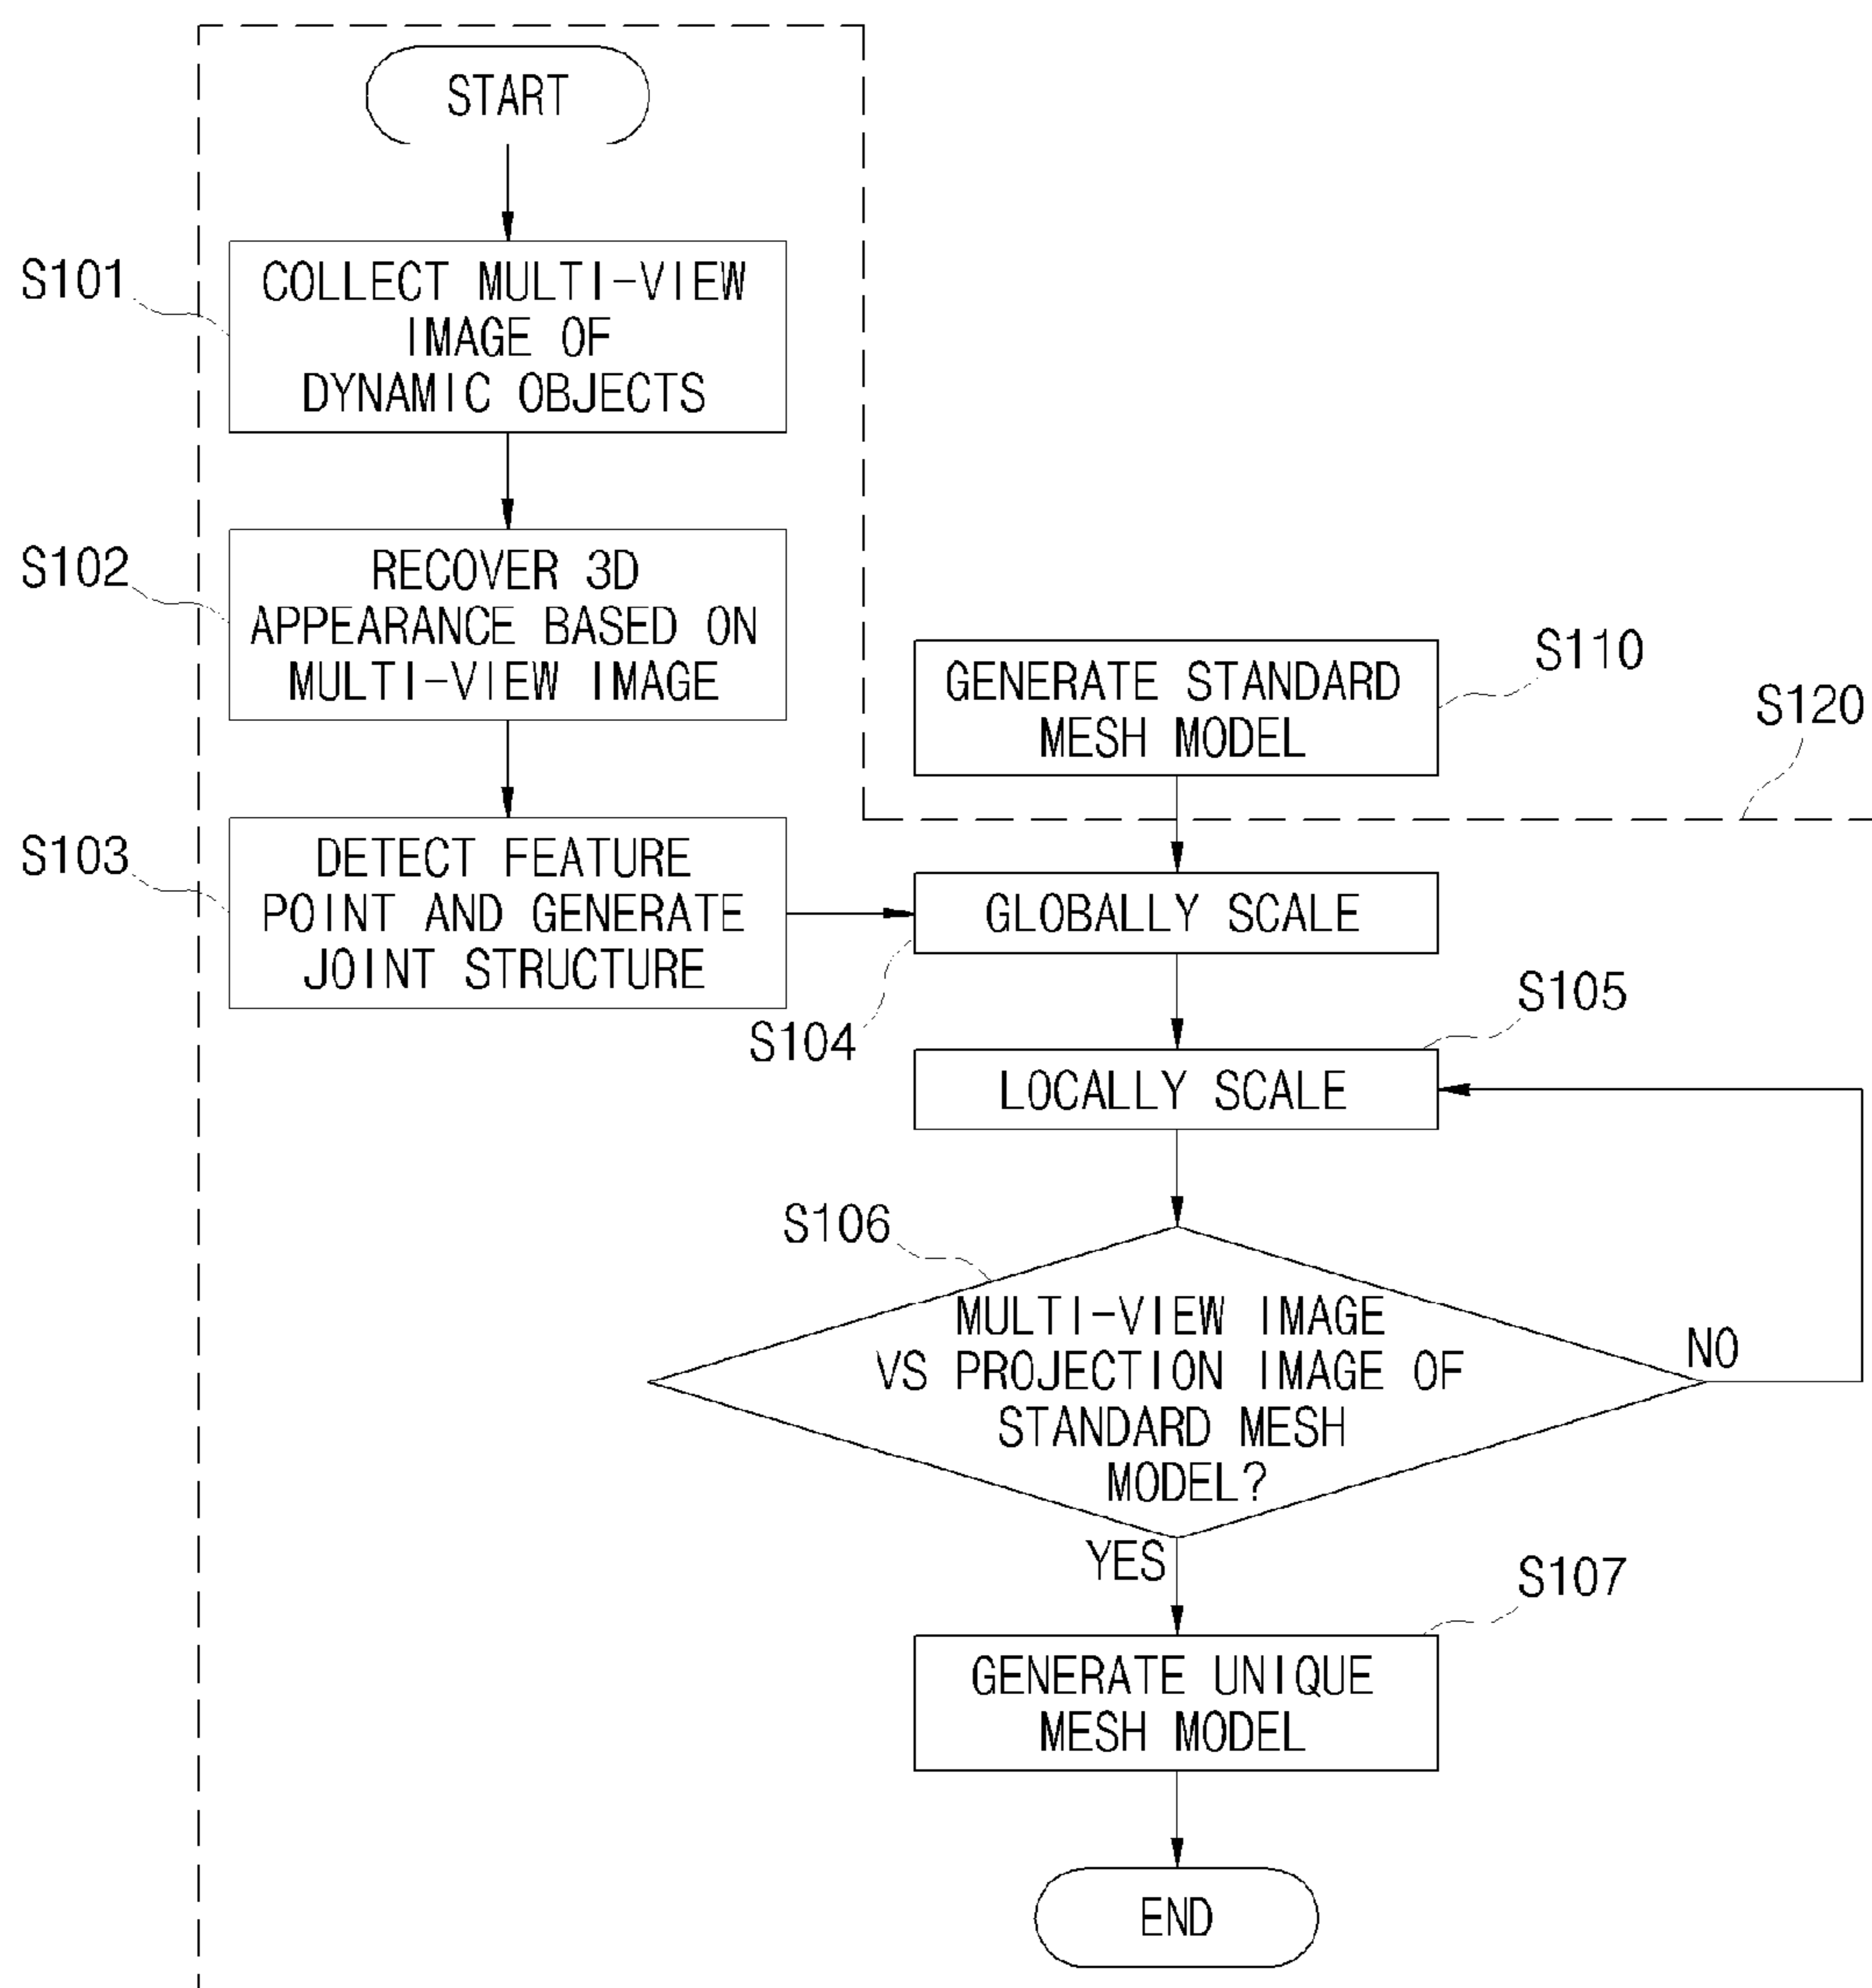 START
S101
COLLECT MULTI-VIEW
IMAGE OF
DYNAMIC OBJECTS
S102
RECOVER 3D
APPEARANCE BASED ON
MULTI-VIEW IMAGE
S110
GENERATE STANDARD
MESH MODEL
S120
S103
DETECT FEATURE
POINT AND GENERATE
JOINT STRUCTURE
GLOBALLY SCALE
S104
S105
LOCALLY SCALE
S106
MULTI-VIEW IMAGE
VS PROJECTION IMAGE OF
STANDARD MESH
MODEL?
NO
YES
S107
GENERATE UNIQUE
MESH MODEL
END